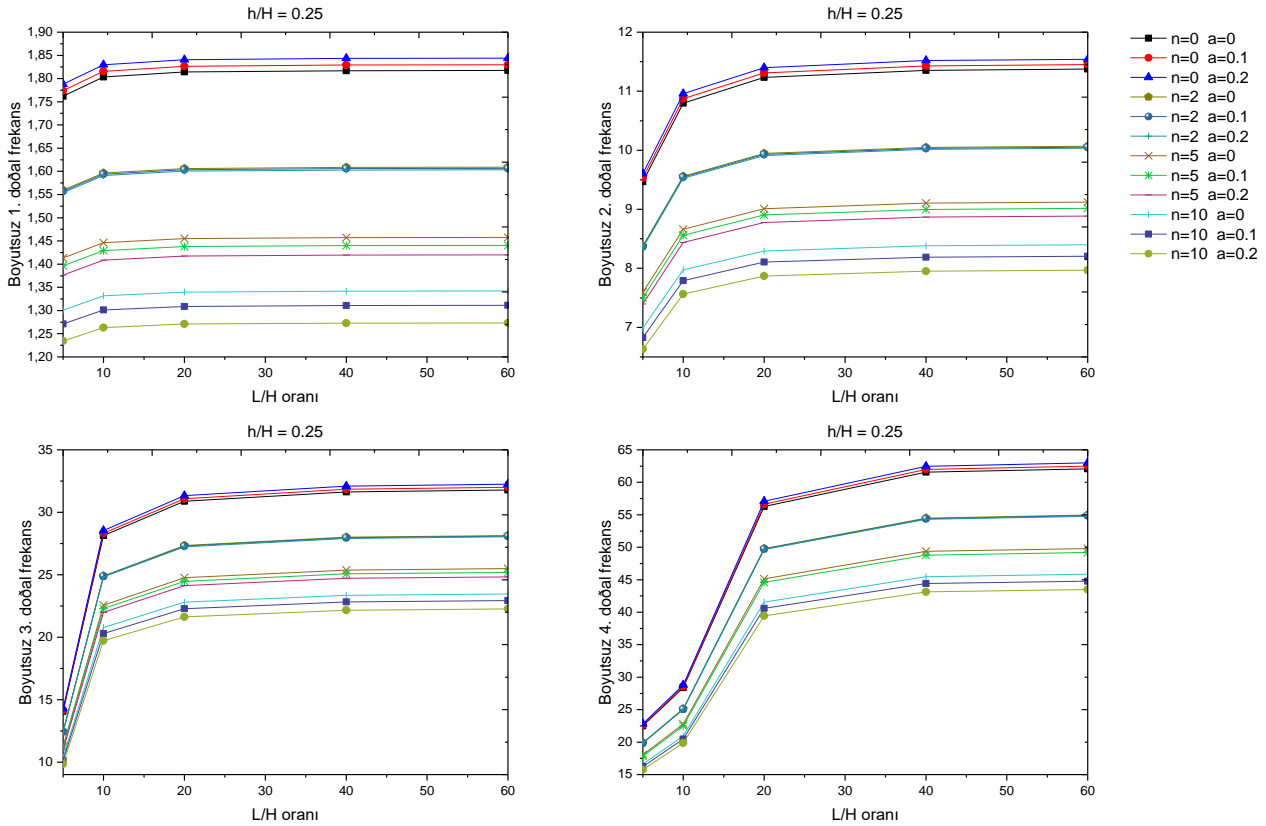 h/H = 0.25
Boyutsuz 1. doðal frekans
1,90
1,85
1,80
1,75
1,70
1,65
1,60
1,55
1,50
1,45
1,40
1,35
1,30
1,25
1,20
10 20 30 40 50 60
L/H oranı
h/H = 0.25
Boyutsuz 2. doðal frekans
12
11
10
9
8
7
10 20 30 40 50 60
L/H oranı
n=0 a=0
n=0 a=0.1
n=0 a=0.2
n=2 a=0
n=2 a=0.1
n=2 a=0.2
n=5 a=0
n=5 a=0.1
n=5 a=0.2
n=10 a=0
n=10 a=0.1
n=10 a=0.2
h/H = 0.25
Boyutsuz 3. doðal frekans
35
30
25
20
15
10
10 20 30 40 50 60
L/H oranı
h/H = 0.25
Boyutsuz 4. doðal frekans
65
60
55
50
45
40
35
30
25
20
15
10 20 30 40 50 60
L/H oranı